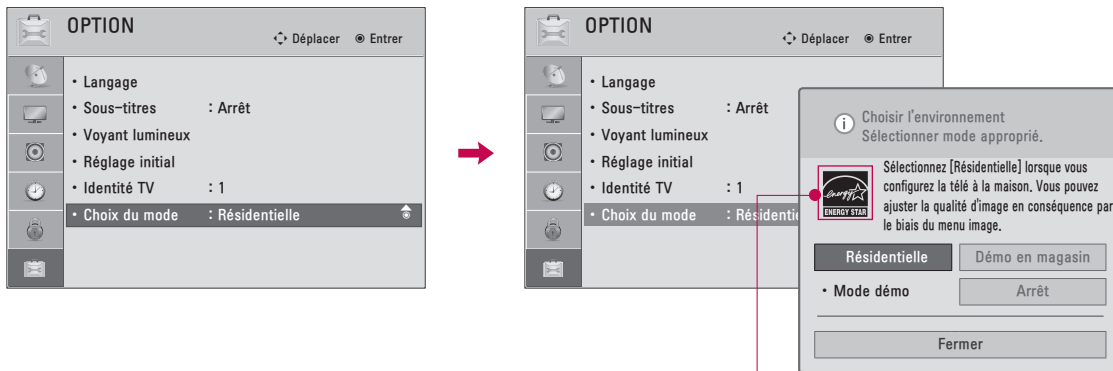 OPTION
Déplacer Entrer
• Langage
• Sous-titres : Arrêt
• Voyant lumineux
• Réglage initial
• Identité TV : 1
• Choix du mode : Résidentielle
OPTION
Déplacer Entrer
• Langage
• Sous-titres : Arrêt
• Voyant lumineux
• Réglage initial
• Identité TV : 1
• Choix du mode : Résidentie
i Choisir l'environnement
Sélectionner mode approprié.
energy
ENERGY STAR
Sélectionnez [Résidentielle] lorsque vous
configurez la télé à la maison. Vous pouvez
ajuster la qualité d'image en conséquence par
le biais du menu image.
Résidentielle Démo en magasin
• Mode démo Arrêt
Fermer